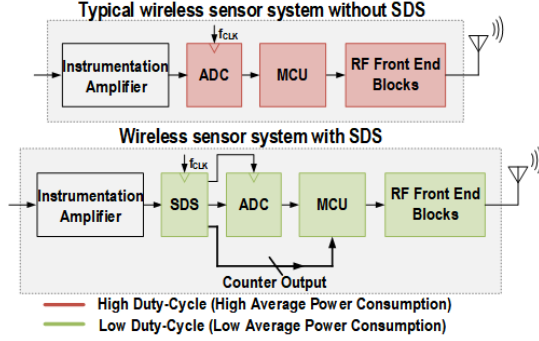 Typical wireless sensor system without SDS
fCLK
Instrumentation
Amplifier
ADC
MCU
RF Front End
Blocks
Wireless sensor system with SDS
fCLK
Instrumentation
Amplifier
SDS
ADC
MCU
RF Front End
Blocks
Counter Output
High Duty-Cycle (High Average Power Consumption)
Low Duty-Cycle (Low Average Power Consumption)